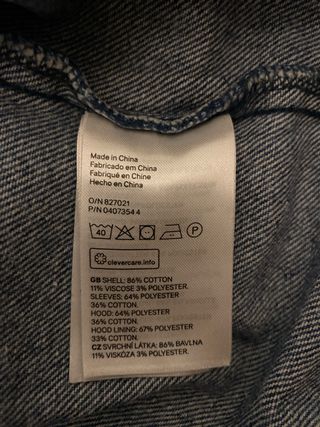 Made in China
Fabricado em China
Fabriqué en Chine
Hecho en China
O/N 827021
P/N 0407354 4
40 P
clevercare.info
GB SHELL: 86% COTTON
11% VISCOSE 3% POLYESTER.
SLEEVES: 64% POLYESTER
36% COTTON.
HOOD: 64% POLYESTER
36% COTTON.
HOOD LINING: 67% POLYESTER
33% COTTON.
CZ SVRCHNÍ LÁTKA: 86% BAVLNA
11% VISKÓZA 3% POLYESTER.